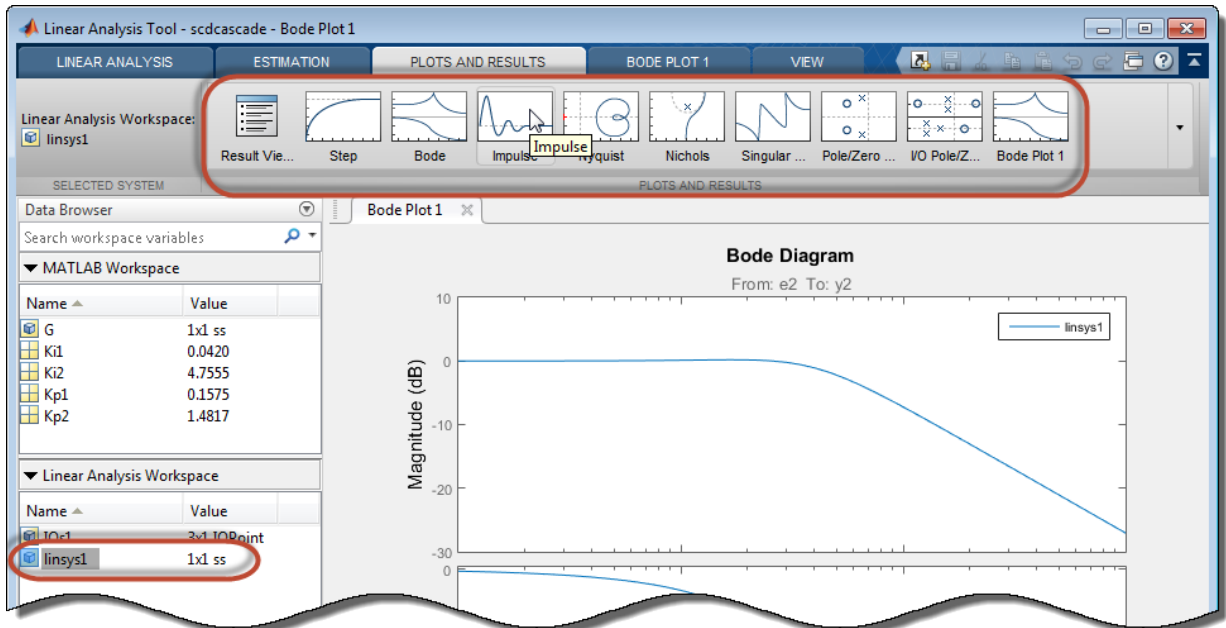 Linear Analysis Tool - scdcascade - Bode Plot 1
LINEAR ANALYSIS ESTIMATION PLOTS AND RESULTS BODE PLOT 1 VIEW
Linear Analysis Workspace:
linsys1
Result Vie... Step Bode Impulse Nyquist Nichols Singular ... Pole/Zero ... I/O Pole/Z... Bode Plot 1
Impulse
SELECTED SYSTEM PLOTS AND RESULTS
Data Browser
Search workspace variables
MATLAB Workspace
Name Value
G 1x1 ss
Ki1 0.0420
Ki2 4.7555
Kp1 0.1575
Kp2 1.4817
Linear Analysis Workspace
Name Value
IOs1 3x1 IOPoint
linsys1 1x1 ss
Bode Plot 1
Bode Diagram
From: e2 To: y2
linsys1
Magnitude (dB)
10
0
-10
-20
-30
0